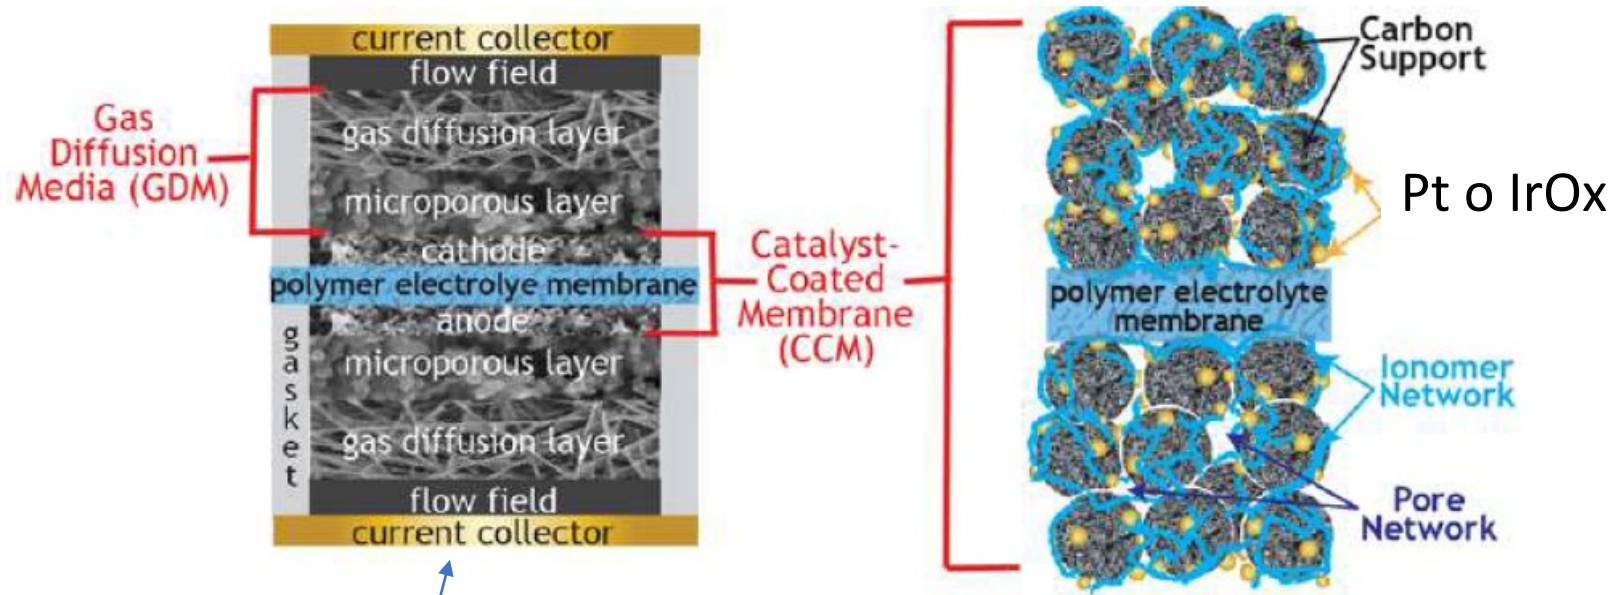 current collector
flow field
gas diffusion layer
microporous layer
cathode
polymer electrolye membrane
anode
microporous layer
gas diffusion layer
flow field
current collector
gasket
Gas
Diffusion
Media (GDM)
Catalyst-
Coated
Membrane
(CCM)
Carbon
Support
Pt o IrOx
polymer electrolyte
membrane
Ionomer
Network
Pore
Network